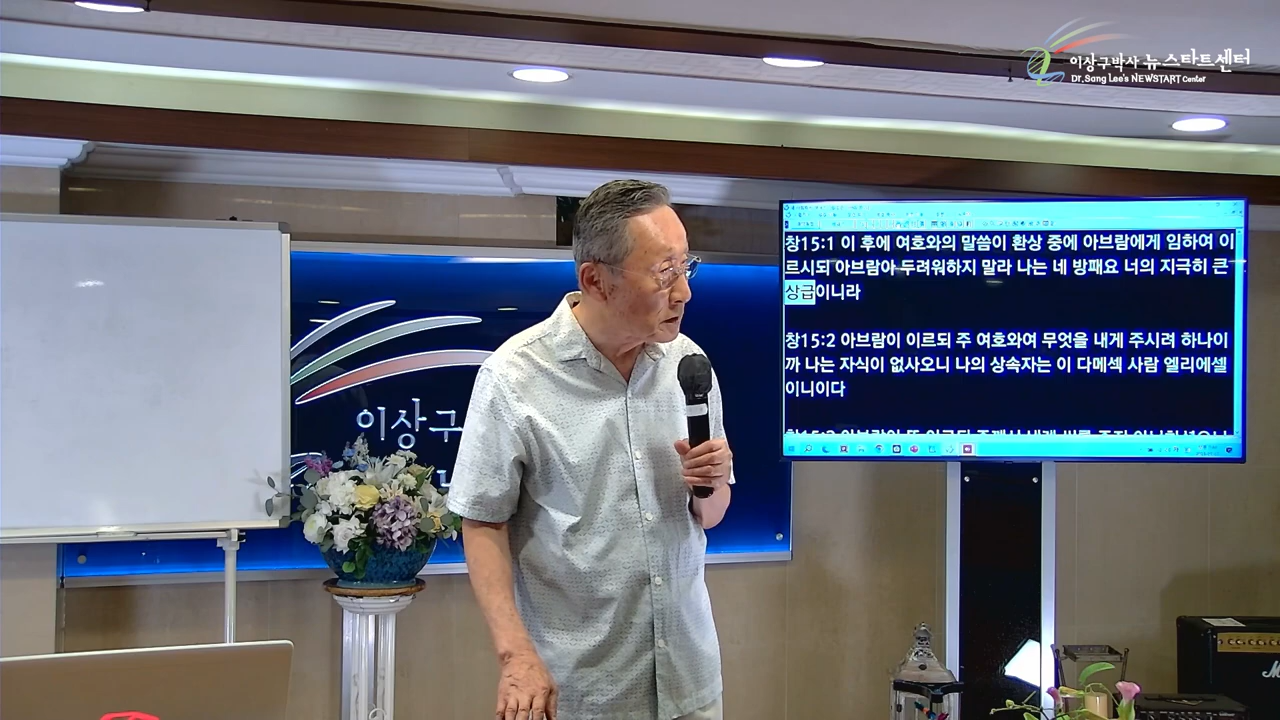 이상구박사 뉴스타트센터
Dr. Sang Lee's NEWSTART Center
창15:1 이 후에 여호와의 말씀이 환상 중에 아브람에게 임하여 이
르시되 아브람아 두려워하지 말라 나는 네 방패요 너의 지극히 큰
상급이니라
창15:2 아브람이 이르되 주 여호와여 무엇을 내게 주시려 하나이
까 나는 자식이 없사오니 나의 상속자는 이 다메섹 사람 엘리에셀
이니이다
이상구